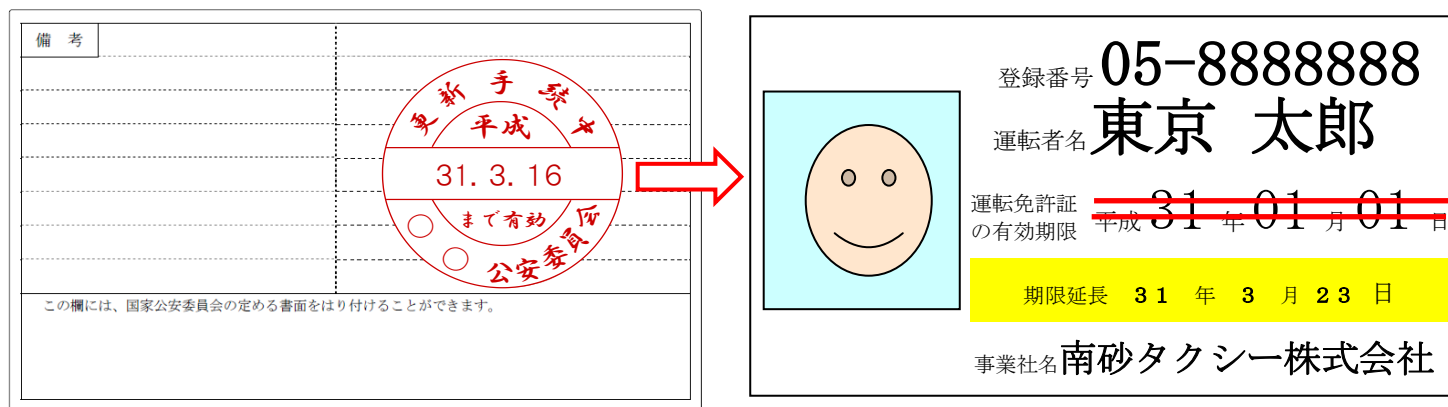 備 考
更新手続中
平成
31. 3. 16
まで有効
○○公安委員会
この欄には、国家公安委員会の定める書面をはり付けることができます。
登録番号 05-8888888
運転者名 東京 太郎
運転免許証
の有効期限 平成 31 年 01 月 01 日
期限延長 31 年 3 月 23 日
事業社名 南砂タクシー株式会社